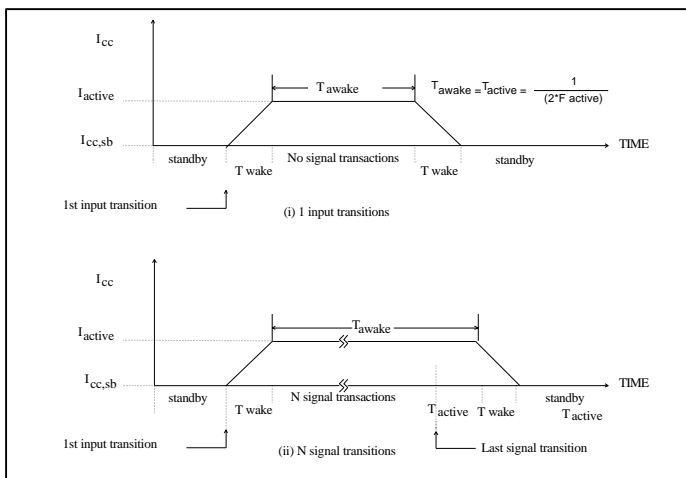 I cc
I active
T awake
T awake = T active = 1 / (2*F active)
I cc,sb
TIME
standby
No signal transactions
standby
T wake
T wake
1st input transition
(i) 1 input transitions
I cc
I active
T awake
I cc,sb
TIME
standby
N signal transactions
standby
T wake
T active
T wake
T active
1st input transition
(ii) N signal transitions
Last signal transition